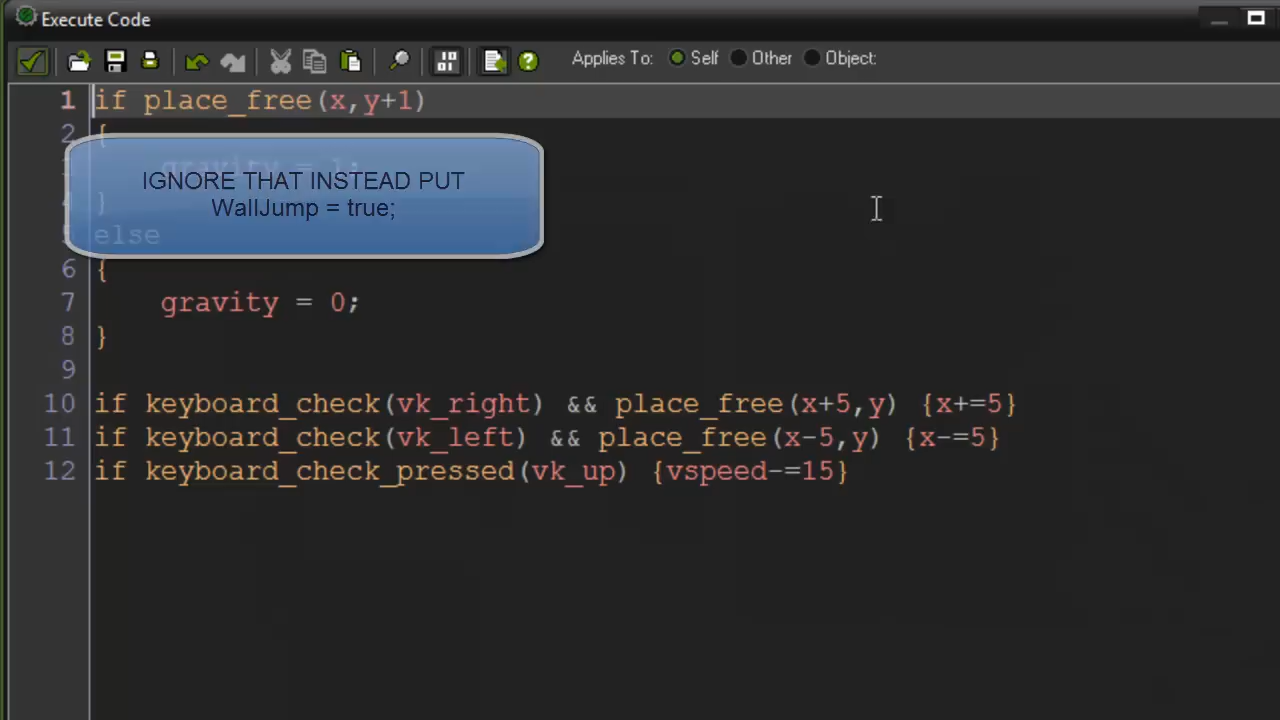 Execute Code
Applies To: Self Other Object:
1 if place_free(x,y+1)
2 {
IGNORE THAT INSTEAD PUT
WallJump = true;
gravity = 1;
}
5 else
6 {
7 gravity = 0;
8 }
9
10 if keyboard_check(vk_right) && place_free(x+5,y) {x+=5}
11 if keyboard_check(vk_left) && place_free(x-5,y) {x-=5}
12 if keyboard_check_pressed(vk_up) {vspeed-=15}